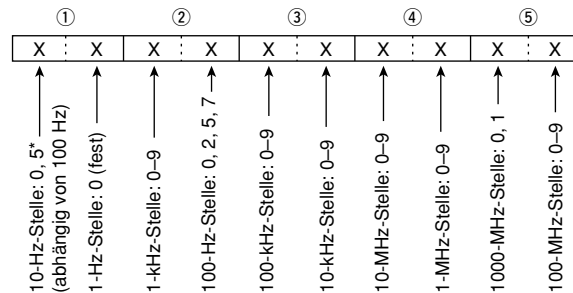 ① ② ③ ④ ⑤
X X X X X X X X X X
10-Hz-Stelle: 0, 5*
(abhängig von 100 Hz)
1-Hz-Stelle: 0 (fest)
1-kHz-Stelle: 0–9
100-Hz-Stelle: 0, 2, 5, 7
100-kHz-Stelle: 0–9
10-kHz-Stelle: 0–9
10-MHz-Stelle: 0–9
1-MHz-Stelle: 0–9
1000-MHz-Stelle: 0, 1
100-MHz-Stelle: 0–9